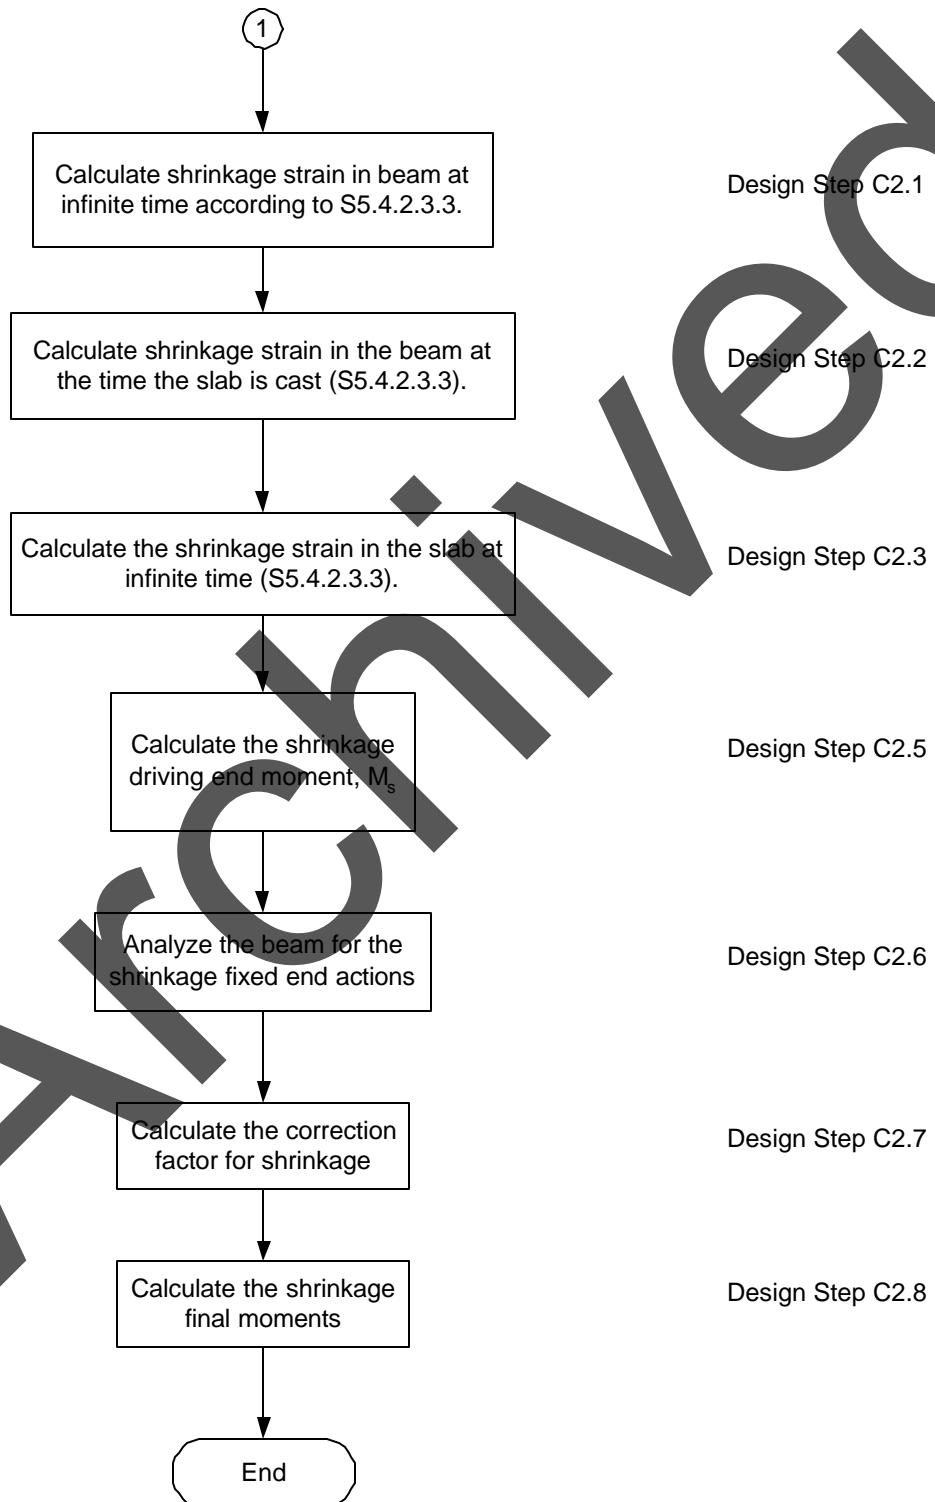 1
Calculate shrinkage strain in beam at
infinite time according to S5.4.2.3.3.
Design Step C2.1
Calculate shrinkage strain in the beam at
the time the slab is cast (S5.4.2.3.3).
Design Step C2.2
Calculate the shrinkage strain in the slab at
infinite time (S5.4.2.3.3).
Design Step C2.3
Calculate the shrinkage
driving end moment, Ms
Design Step C2.5
Analyze the beam for the
shrinkage fixed end actions
Design Step C2.6
Calculate the correction
factor for shrinkage
Design Step C2.7
Calculate the shrinkage
final moments
Design Step C2.8
End
Archived